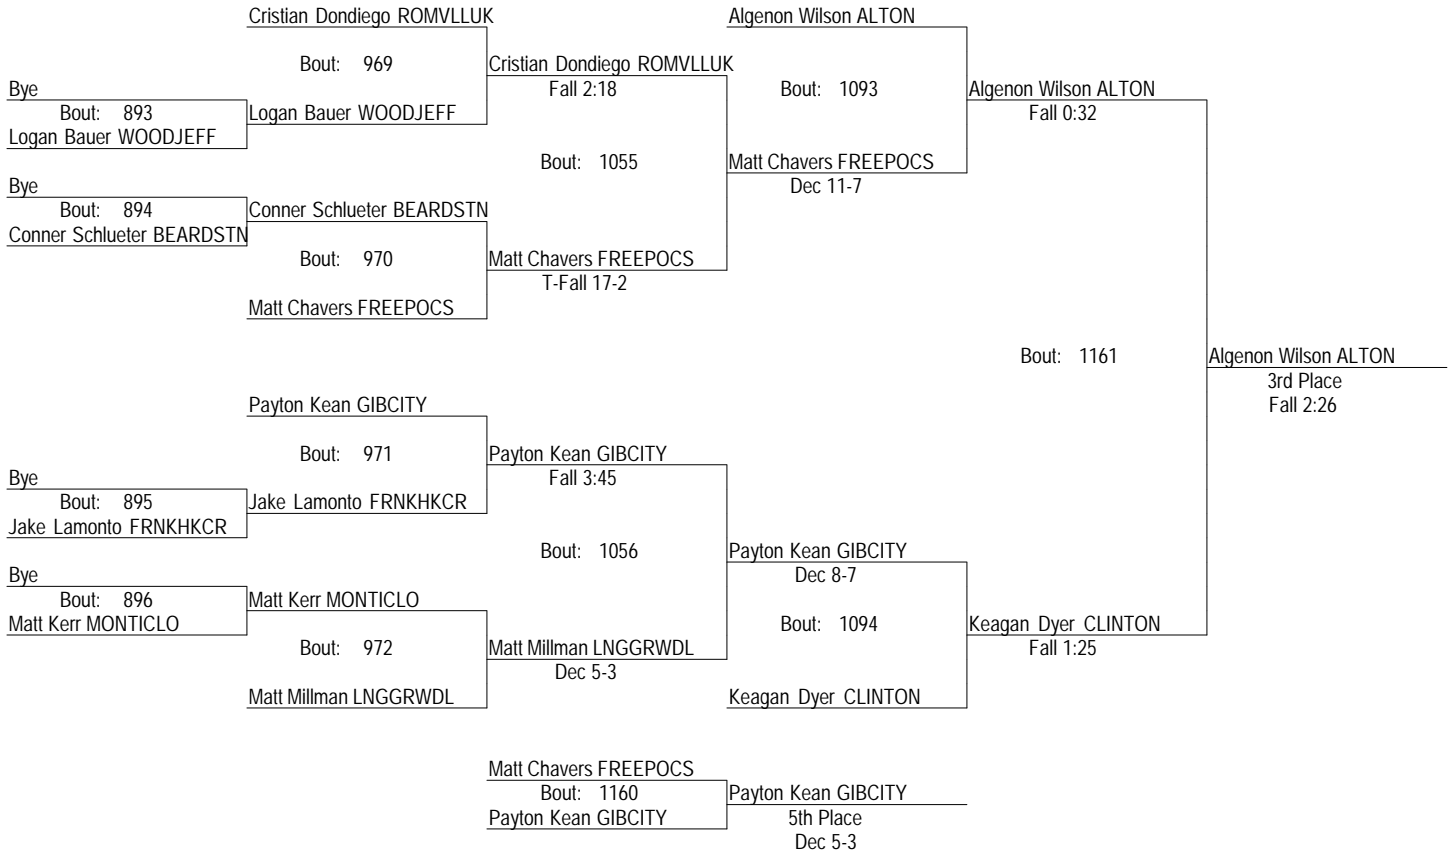 Cristian Dondiego ROMVLLUK
Algenon Wilson ALTON
Bout: 969
Cristian Dondiego ROMVLLUK
Fall 2:18
Bout: 1093
Algenon Wilson ALTON
Fall 0:32
Bye
Bout: 893
Logan Bauer WOODJEFF
Logan Bauer WOODJEFF
Bout: 1055
Matt Chavers FREEPOCS
Dec 11-7
Bye
Bout: 894
Conner Schlueter BEARDSTN
Conner Schlueter BEARDSTN
Bout: 970
Matt Chavers FREEPOCS
T-Fall 17-2
Matt Chavers FREEPOCS
Bout: 1161
Algenon Wilson ALTON
3rd Place
Fall 2:26
Payton Kean GIBCITY
Bout: 971
Payton Kean GIBCITY
Fall 3:45
Bye
Bout: 895
Jake Lamonto FRNKHKCR
Jake Lamonto FRNKHKCR
Bout: 1056
Payton Kean GIBCITY
Dec 8-7
Bye
Bout: 896
Matt Kerr MONTICLO
Matt Kerr MONTICLO
Bout: 1094
Keagan Dyer CLINTON
Fall 1:25
Bout: 972
Matt Millman LNGGRWDL
Dec 5-3
Matt Millman LNGGRWDL
Keagan Dyer CLINTON
Matt Chavers FREEPOCS
Bout: 1160
Payton Kean GIBCITY
Payton Kean GIBCITY
5th Place
Dec 5-3